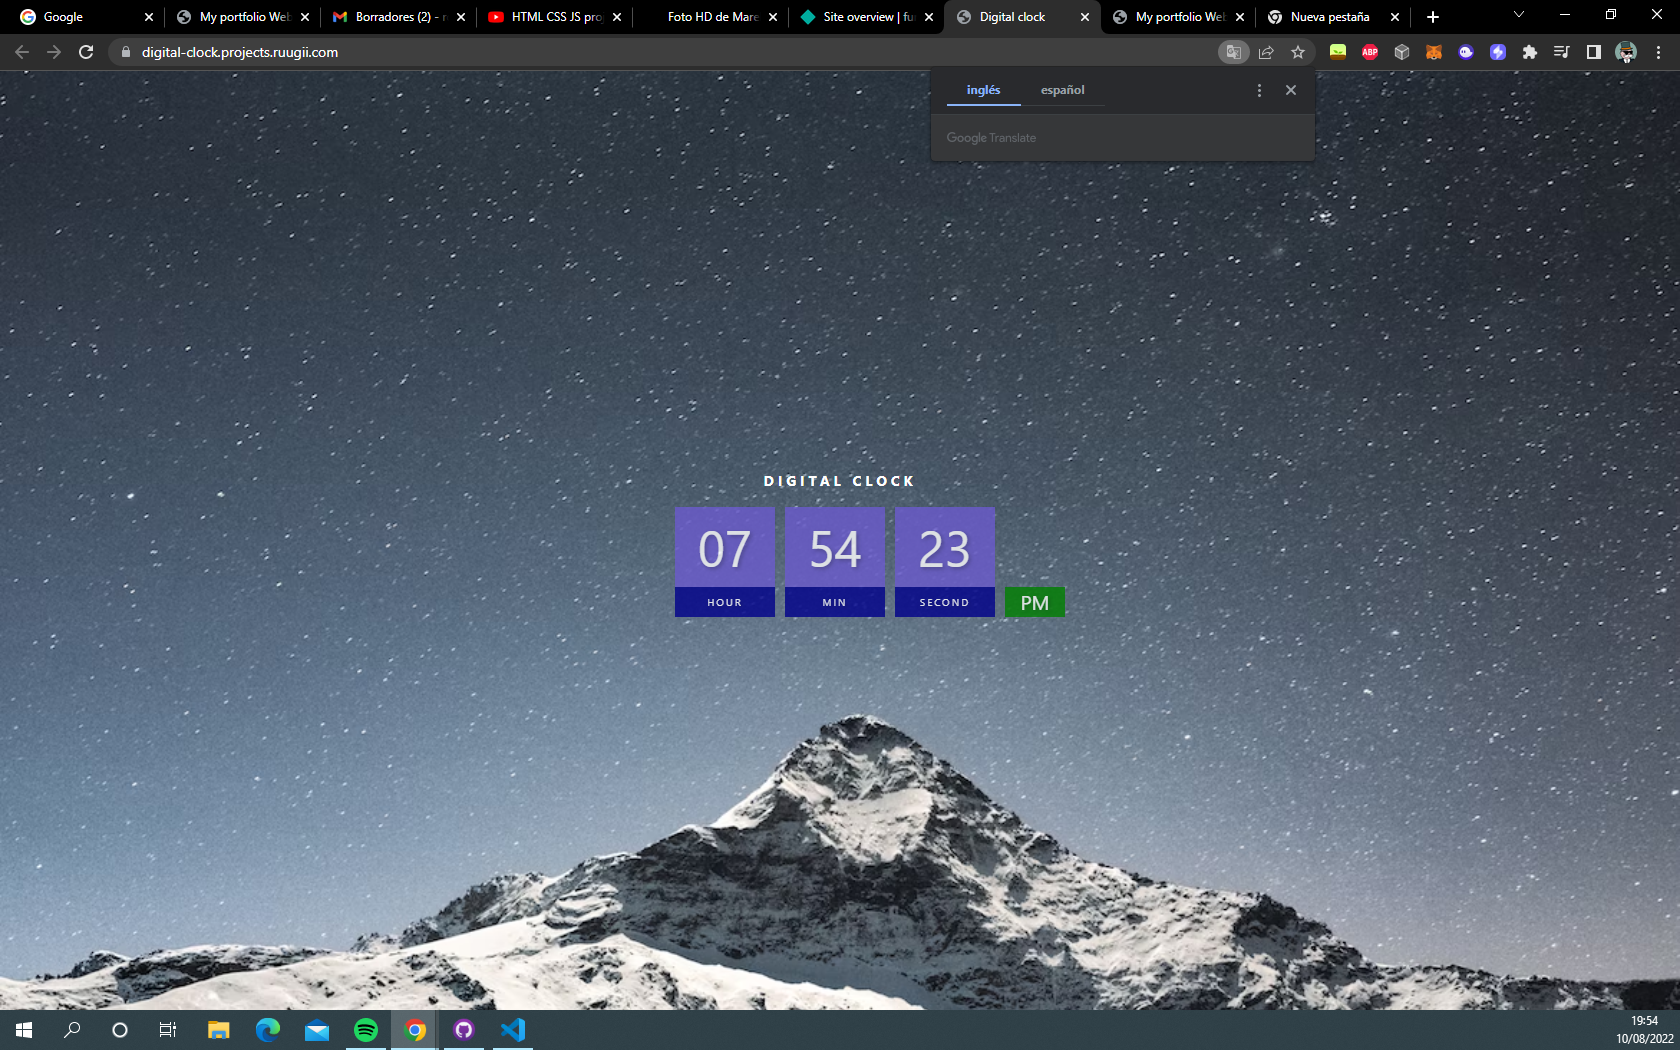 Google
My portfolio Web
Borradores (2) - r
HTML CSS JS pro
Foto HD de Mare
Site overview | fu
Digital clock
My portfolio Web
Nueva pestaña
digital-clock.projects.ruugii.com
ABP
inglés
español
Google Translate
DIGITAL CLOCK
07 54 23
HOUR MIN SECOND PM
19:54
10/08/2022